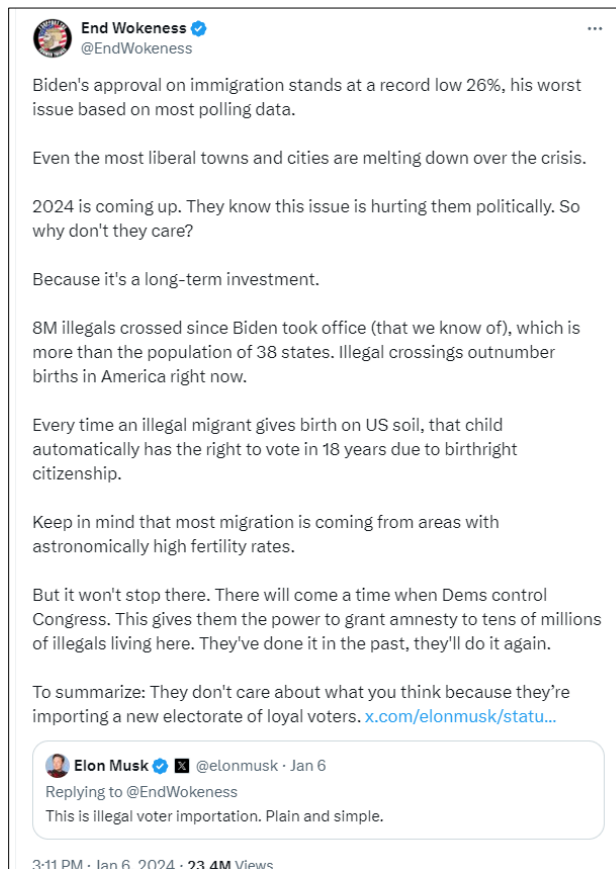 End Wokeness
@EndWokeness
Biden's approval on immigration stands at a record low 26%, his worst
issue based on most polling data.
Even the most liberal towns and cities are melting down over the crisis.
2024 is coming up. They know this issue is hurting them politically. So
why don't they care?
Because it's a long-term investment.
8M illegals crossed since Biden took office (that we know of), which is
more than the population of 38 states. Illegal crossings outnumber
births in America right now.
Every time an illegal migrant gives birth on US soil, that child
automatically has the right to vote in 18 years due to birthright
citizenship.
Keep in mind that most migration is coming from areas with
astronomically high fertility rates.
But it won't stop there. There will come a time when Dems control
Congress. This gives them the power to grant amnesty to tens of millions
of illegals living here. They've done it in the past, they'll do it again.
To summarize: They don't care about what you think because they’re
importing a new electorate of loyal voters. x.com/elonmusk/statu...
Elon Musk X @elonmusk · Jan 6
Replying to @EndWokeness
This is illegal voter importation. Plain and simple.
3:11 PM · Jan 6, 2024 · 23.4M Views